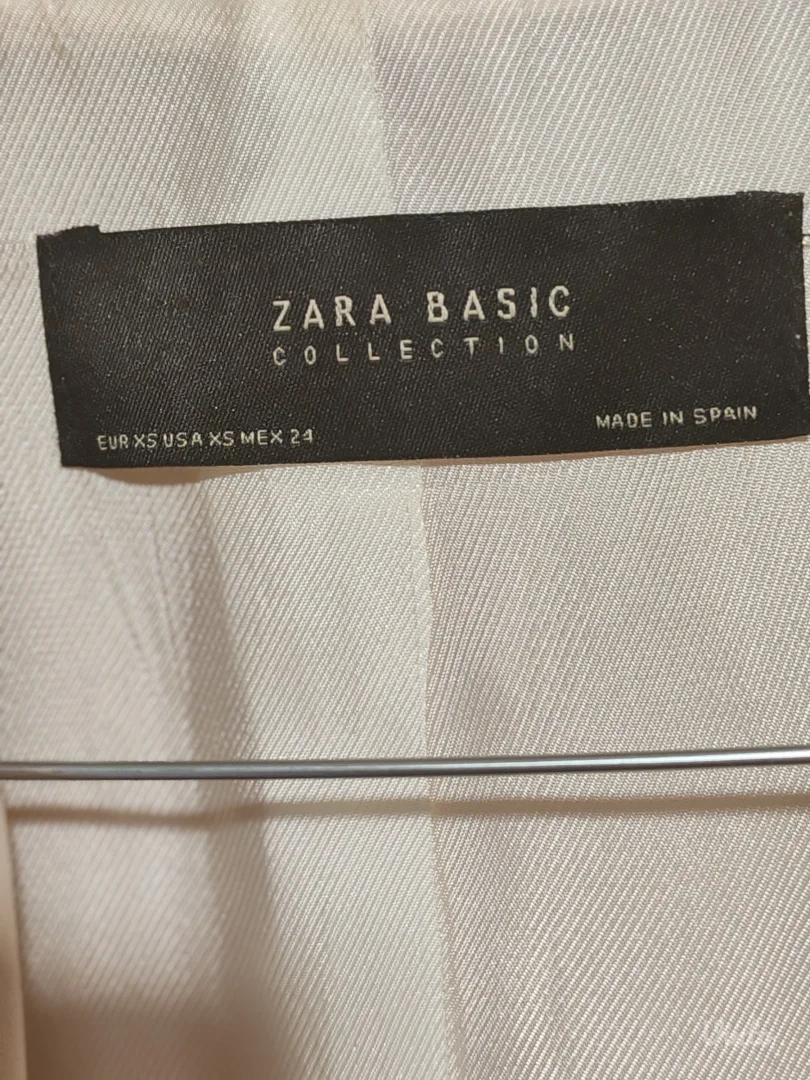 ZARA BASIC
COLLECTION
EUR XS USA XS MEX 24
MADE IN SPAIN